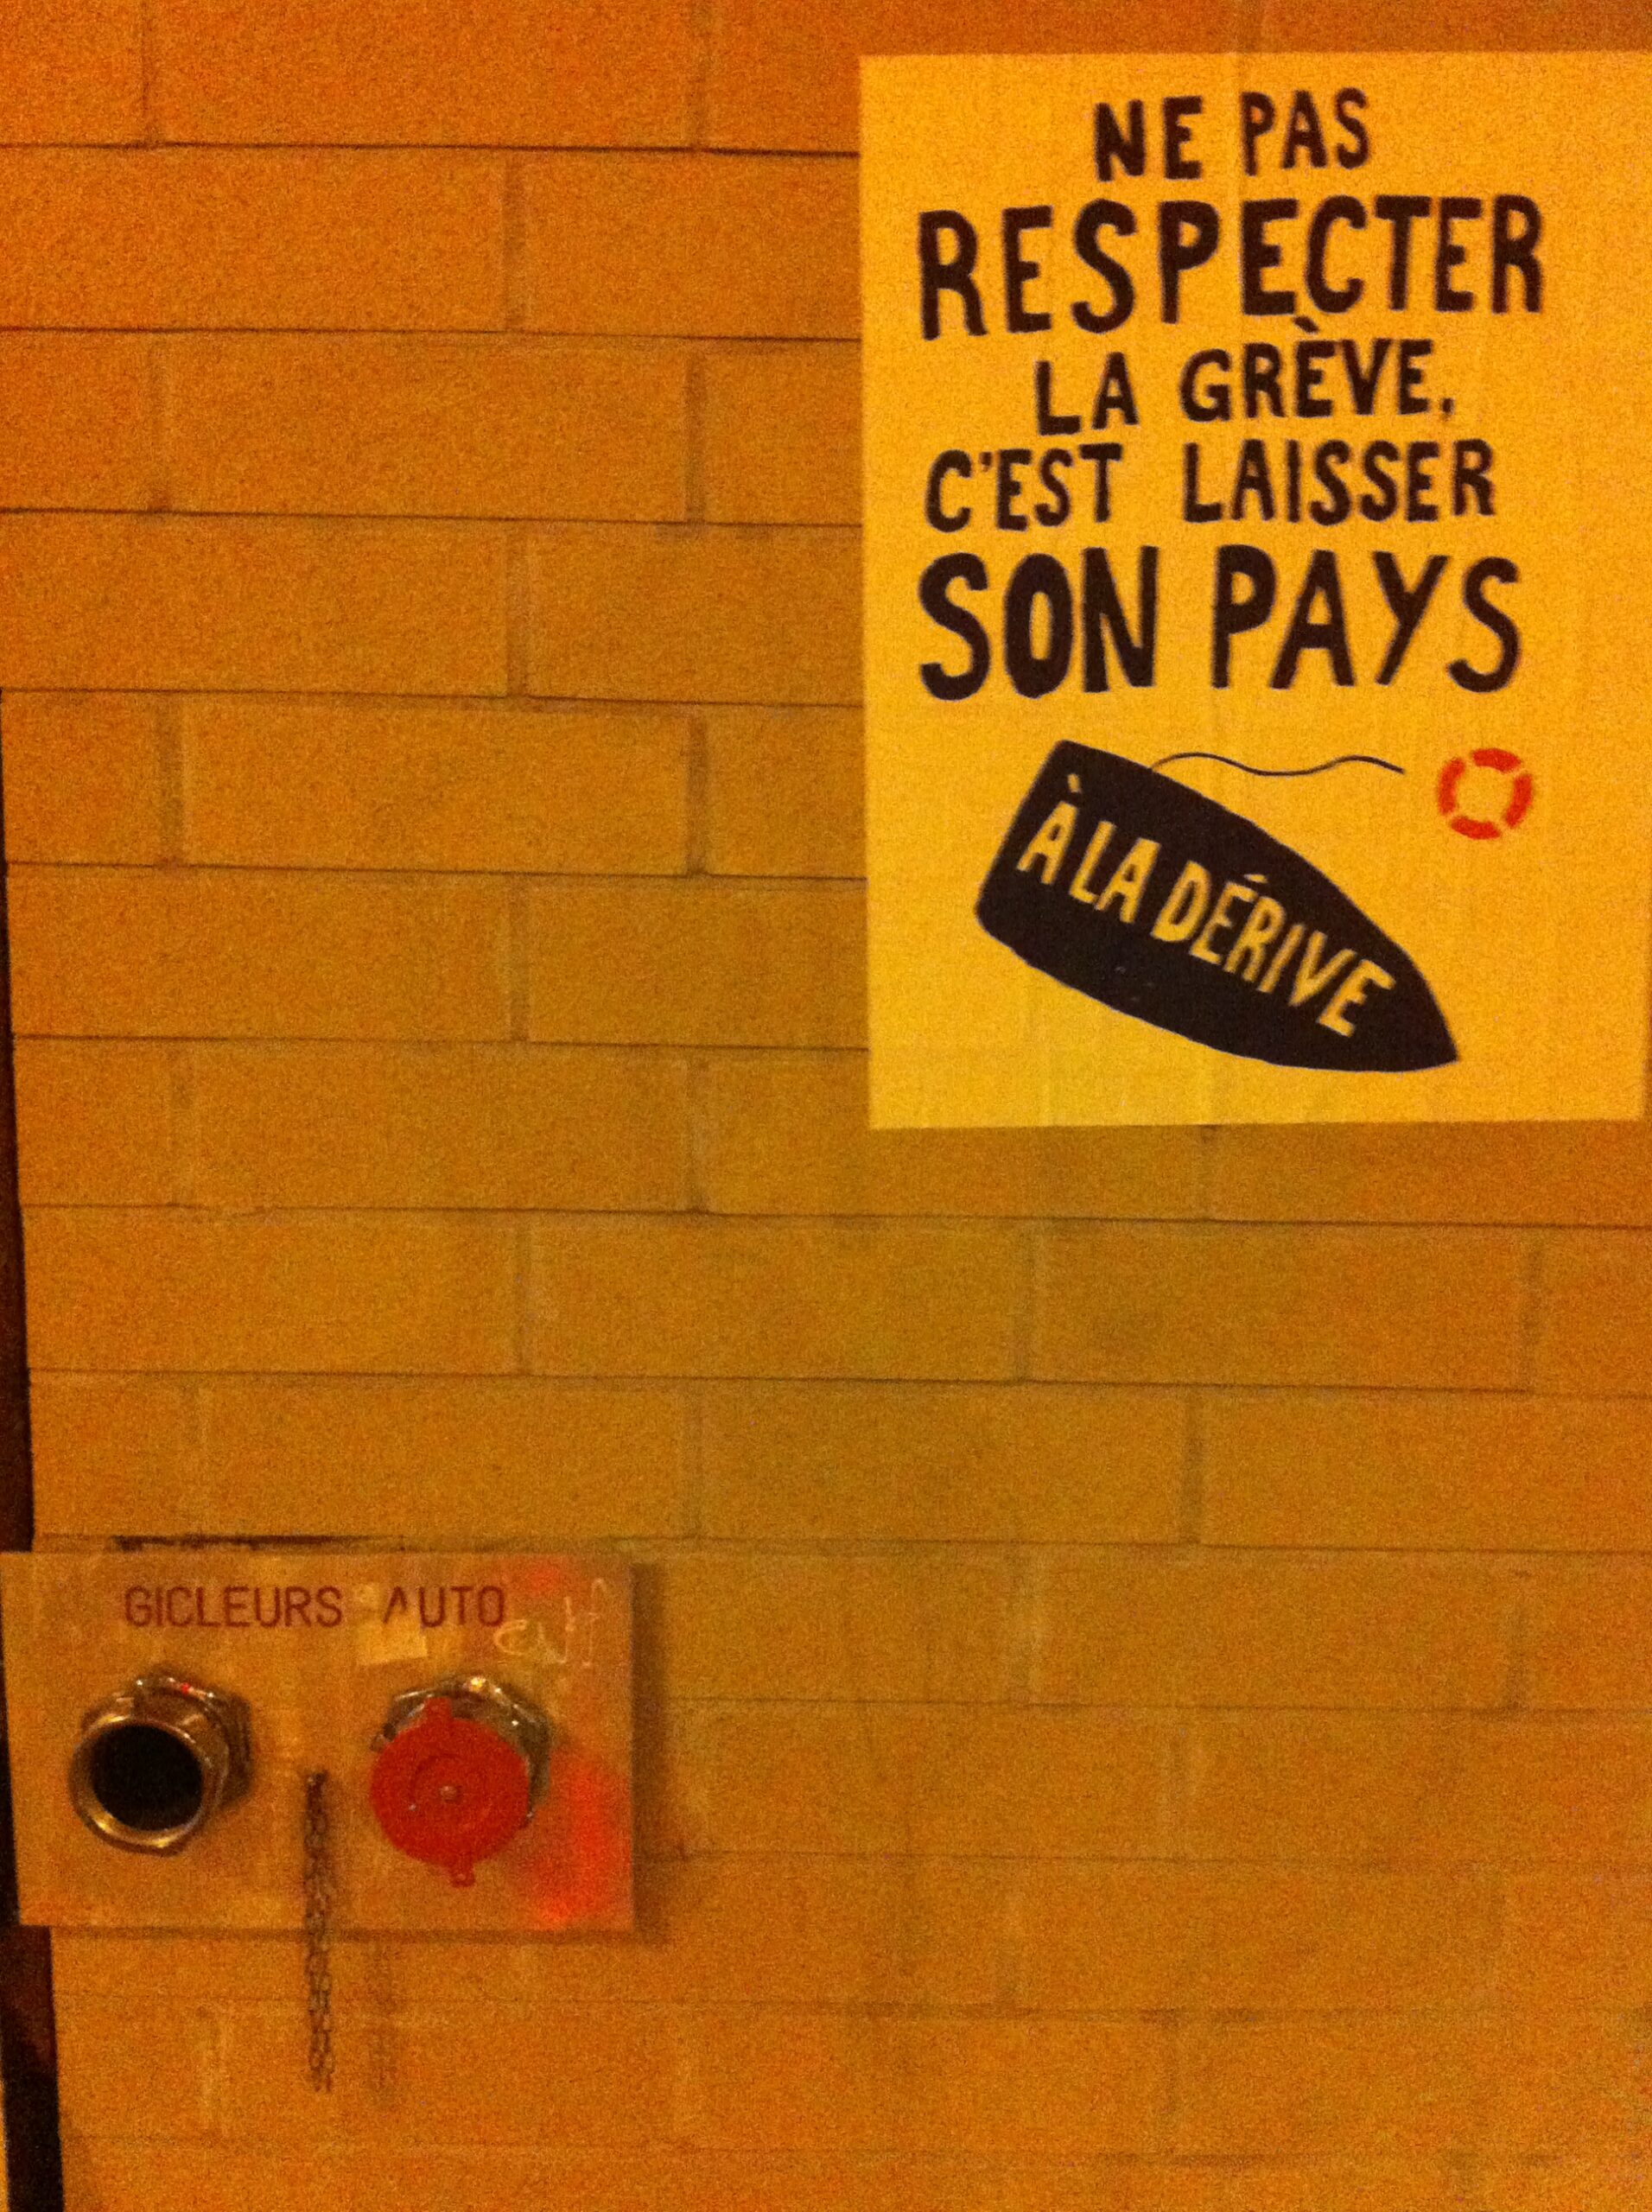 NE PAS
RESPECTER
LA GRÈVE,
C'EST LAISSER
SON PAYS
À LA DÉRIVE
GICLEURS AUTO